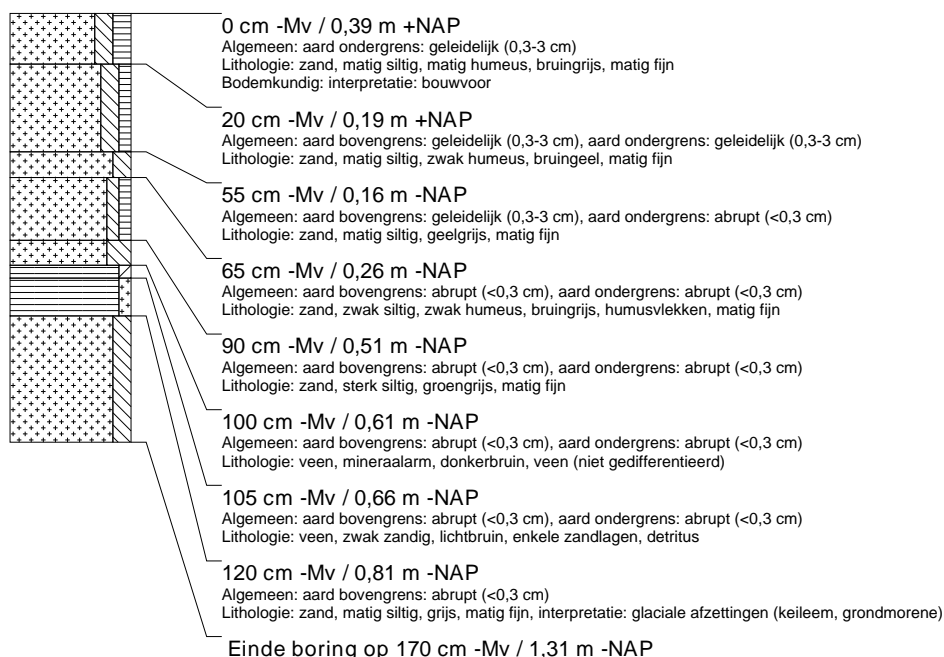 0 cm -Mv / 0,39 m +NAP
Algemeen: aard ondergrens: geleidelijk (0,3-3 cm)
Lithologie: zand, matig siltig, matig humeus, bruingrijs, matig fijn
Bodemkundig: interpretatie: bouwvoor
20 cm -Mv / 0,19 m +NAP
Algemeen: aard bovengrens: geleidelijk (0,3-3 cm), aard ondergrens: geleidelijk (0,3-3 cm)
Lithologie: zand, matig siltig, zwak humeus, bruingeel, matig fijn
55 cm -Mv / 0,16 m -NAP
Algemeen: aard bovengrens: geleidelijk (0,3-3 cm), aard ondergrens: abrupt (<0,3 cm)
Lithologie: zand, matig siltig, geelgrijs, matig fijn
65 cm -Mv / 0,26 m -NAP
Algemeen: aard bovengrens: abrupt (<0,3 cm), aard ondergrens: abrupt (<0,3 cm)
Lithologie: zand, zwak siltig, zwak humeus, bruingrijs, humusvlekken, matig fijn
90 cm -Mv / 0,51 m -NAP
Algemeen: aard bovengrens: abrupt (<0,3 cm), aard ondergrens: abrupt (<0,3 cm)
Lithologie: zand, sterk siltig, groengrijs, matig fijn
100 cm -Mv / 0,61 m -NAP
Algemeen: aard bovengrens: abrupt (<0,3 cm), aard ondergrens: abrupt (<0,3 cm)
Lithologie: veen, mineraalarm, donkerbruin, veen (niet gedifferentieerd)
105 cm -Mv / 0,66 m -NAP
Algemeen: aard bovengrens: abrupt (<0,3 cm), aard ondergrens: abrupt (<0,3 cm)
Lithologie: veen, zwak zandig, lichtbruin, enkele zandlagen, detritus
120 cm -Mv / 0,81 m -NAP
Algemeen: aard bovengrens: abrupt (<0,3 cm)
Lithologie: zand, matig siltig, grijs, matig fijn, interpretatie: glaciale afzettingen (keileem, grondmorene)
Einde boring op 170 cm -Mv / 1,31 m -NAP